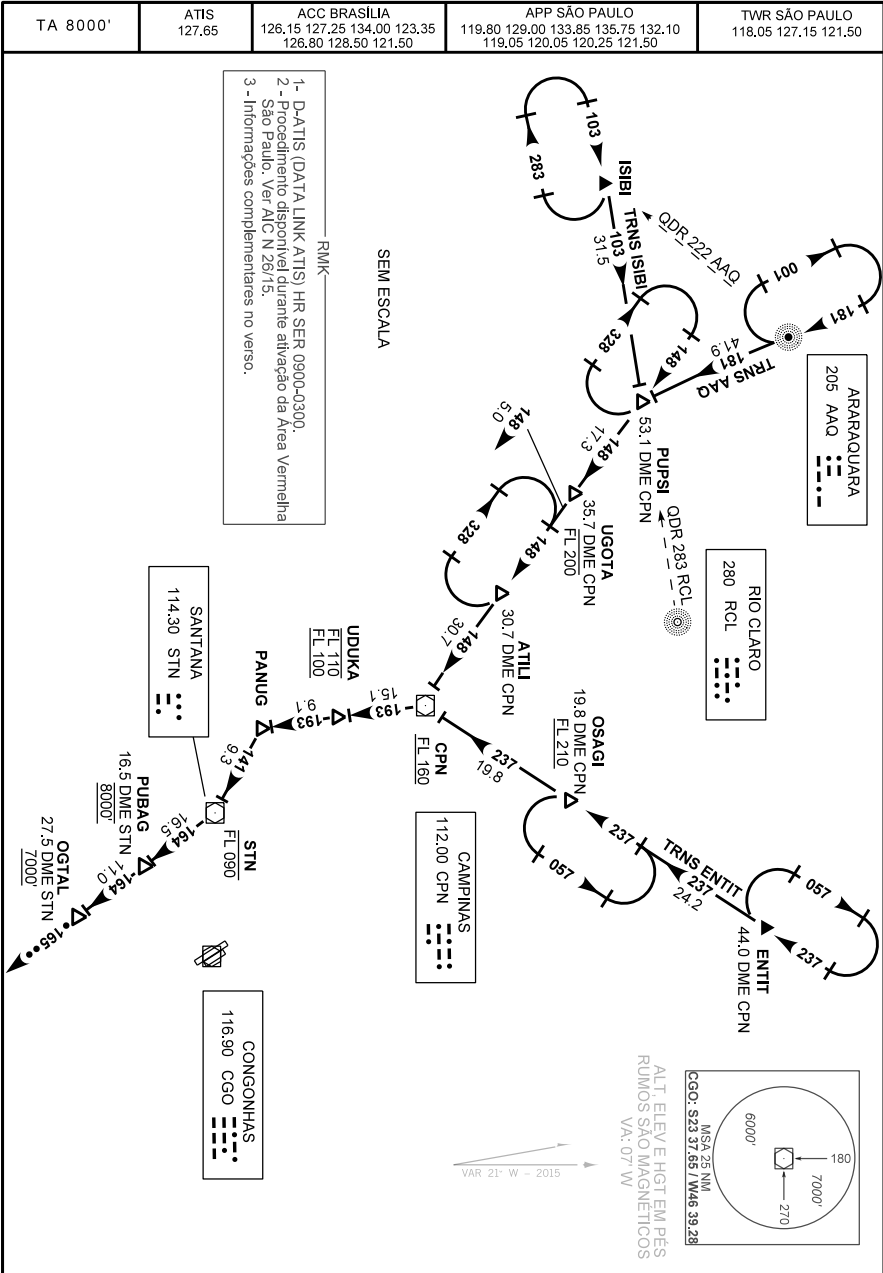 TA 8000'
ATIS
127.65
ACC BRASÍLIA
126.15 127.25 134.00 123.35
126.80 128.50 121.50
APP SÃO PAULO
119.80 129.00 133.85 135.75 132.10
119.05 120.05 120.25 121.50
TWR SÃO PAULO
118.05 127.15 121.50
RMK
1- D-ATIS (DATA LINK ATIS) HR SER 0900-0300.
2 - Procedimento disponível durante ativação da Área Vermelha
São Paulo. Ver AIC N 26/15.
3 - Informações complementares no verso.
SEM ESCALA
103
283
ISIBI
TRNS ISIBI
103
31.5
QDR 222 AAQ
001
181
181
41.9
TRNS AAQ
ARARAQUARA
205 AAQ
328
148
PUPSI
53.1 DME CPN
148
17.3
QDR 283 RCL
RIO CLARO
280 RCL
UGOTA
35.7 DME CPN
FL 200
148
5.0
148
328
ATILI
30.7 DME CPN
148
30.7
CPN
FL 160
CAMPINAS
112.00 CPN
OSAGI
19.8 DME CPN
FL 210
237
19.8
237
057
TRNS ENTIT
237
24.2
057
237
ENTIT
44.0 DME CPN
193
15.1
UDUKA
FL 110
FL 100
193
9.1
PANUG
141
9.3
SANTANA
114.30 STN
STN
FL 090
164
16.5
PUBAG
16.5 DME STN
8000'
164
11.0
OGTAL
27.5 DME STN
7000'
165
CONGONHAS
116.90 CGO
MSA 25 NM
CGO: S23 37.65 / W46 39.28
6000'
7000'
180
270
ALT, ELEV E HGT EM PÉS
RUMOS SÃO MAGNÉTICOS
VA: 07' W
VAR 21° W - 2015